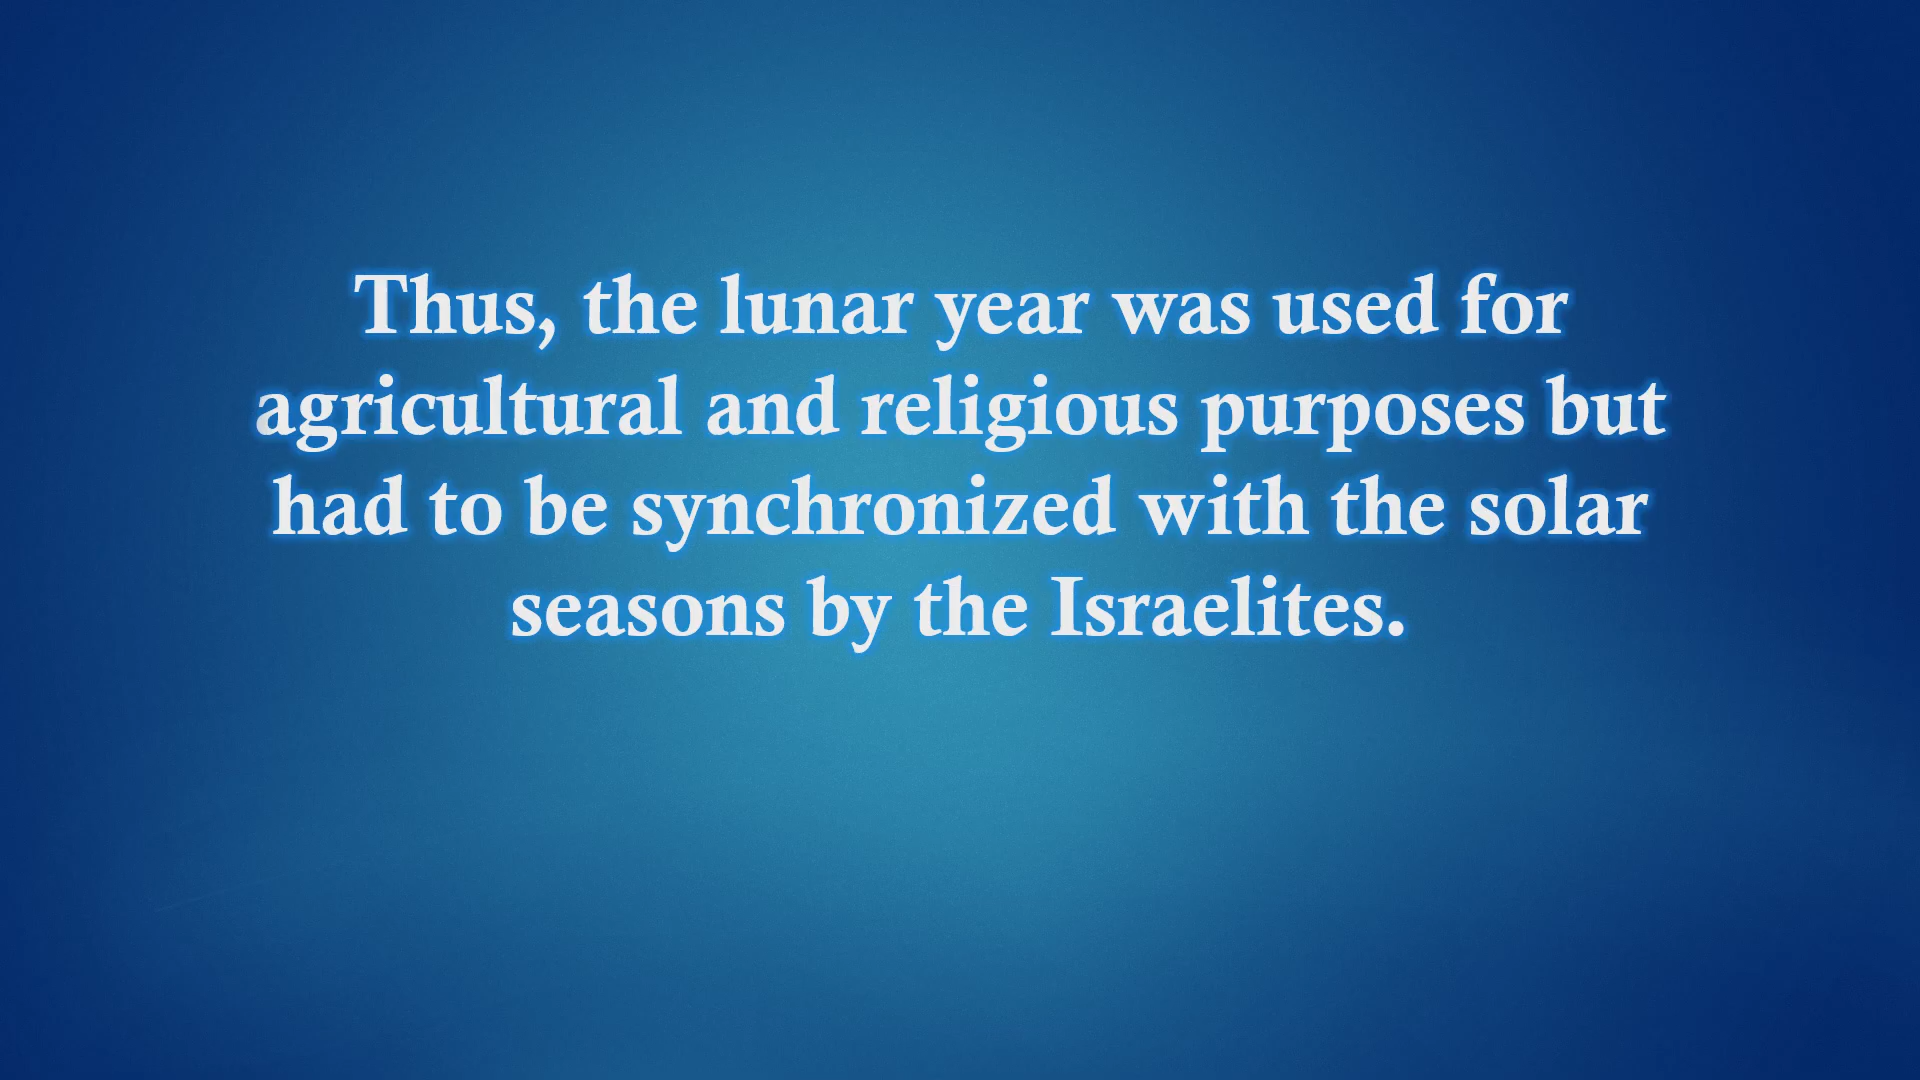 Thus, the lunar year was used for
agricultural and religious purposes but
had to be synchronized with the solar
seasons by the Israelites.